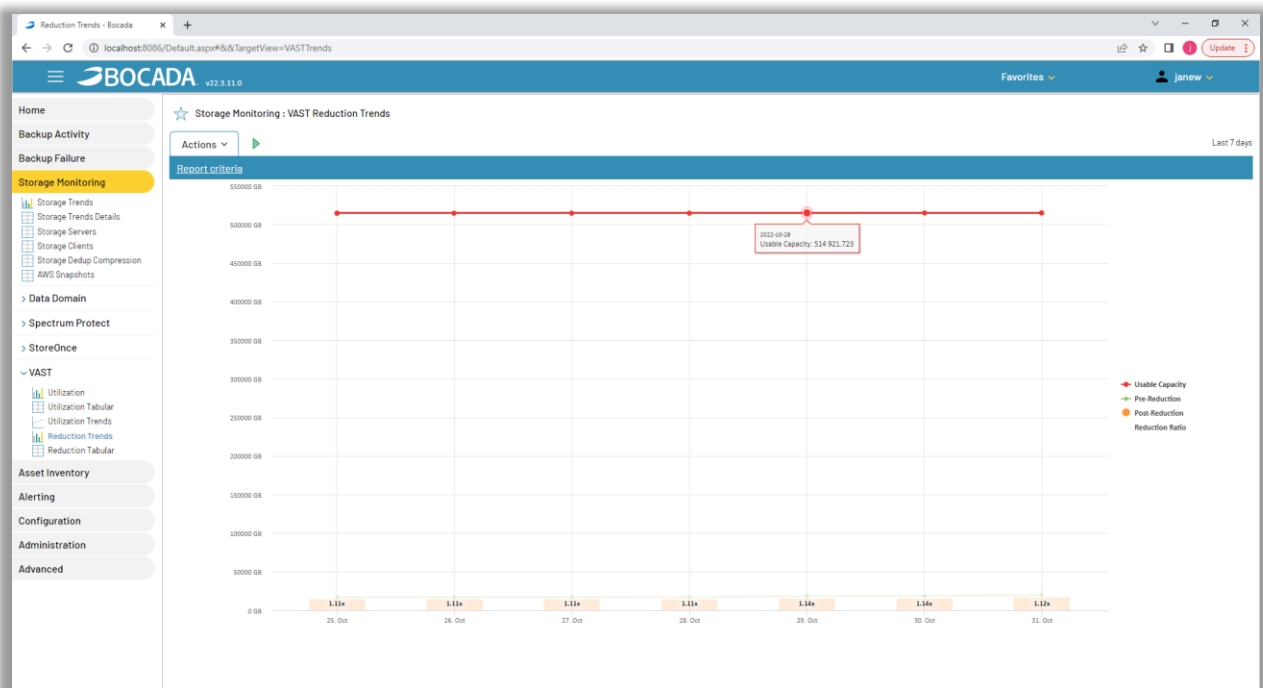 Reduction Trends - Bocada
localhost:8086/Default.aspx#&&TargetView=VASTTrends
Update
BOCADA v22.3.11.0
Favorites
janew
Home
Backup Activity
Backup Failure
Storage Monitoring
Storage Trends
Storage Trends Details
Storage Servers
Storage Clients
Storage Dedup Compression
AWS Snapshots
Data Domain
Spectrum Protect
StoreOnce
VAST
Utilization
Utilization Tabular
Utilization Trends
Reduction Trends
Reduction Tabular
Asset Inventory
Alerting
Configuration
Administration
Advanced
Storage Monitoring : VAST Reduction Trends
Actions
Last 7 days
Report criteria
550000 GB
500000 GB
450000 GB
400000 GB
350000 GB
300000 GB
250000 GB
200000 GB
150000 GB
100000 GB
50000 GB
0 GB
2022-10-29
Usable Capacity: 514 921.723
1.11x 1.11x 1.11x 1.11x 1.14x 1.14x 1.12x
25. Oct 26. Oct 27. Oct 28. Oct 29. Oct 30. Oct 31. Oct
Usable Capacity
Pre-Reduction
Post-Reduction
Reduction Ratio